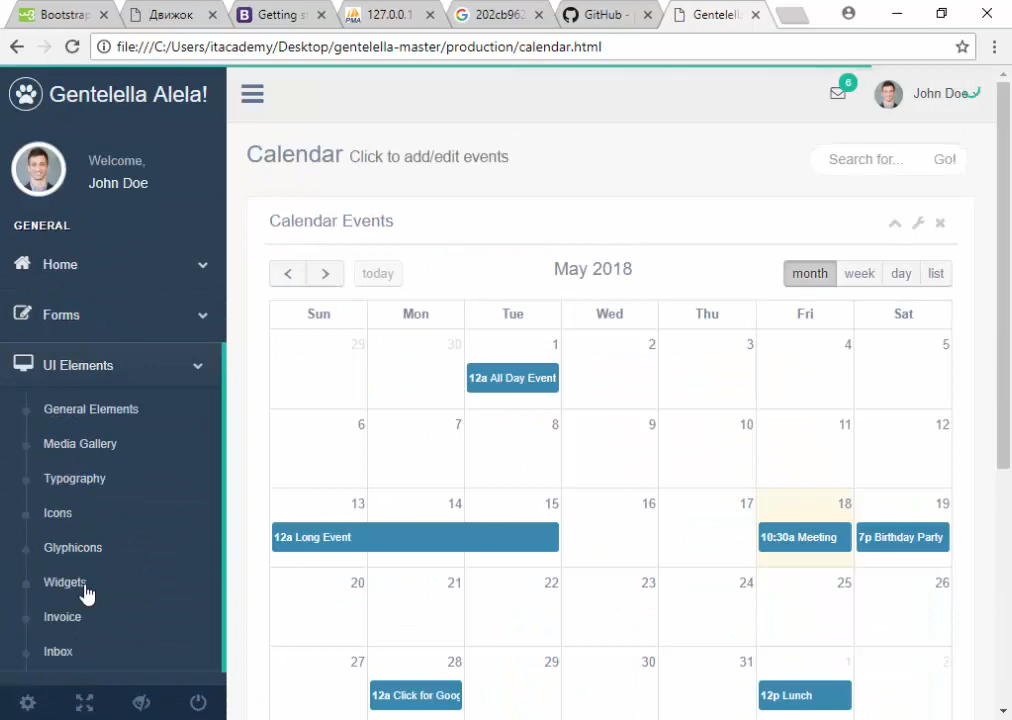 Bootstrap
Движок
Getting s
127.0.0.1
202cb962
GitHub -
Gentelell
file:///C:/Users/itacademy/Desktop/gentelella-master/production/calendar.html
Gentelella Alela!
6
John Doe
Welcome,
John Doe
Calendar Click to add/edit events
Search for... Go!
GENERAL
Home
Forms
UI Elements
General Elements
Media Gallery
Typography
Icons
Glyphicons
Widgets
Invoice
Inbox
Calendar Events
today
May 2018
month week day list
Sun Mon Tue Wed Thu Fri Sat
29 30 1 2 3 4 5
12a All Day Event
6 7 8 9 10 11 12
13 14 15 16 17 18 19
12a Long Event 10:30a Meeting 7p Birthday Party
20 21 22 23 24 25 26
27 28 29 30 31 1 2
12a Click for Goog 12p Lunch